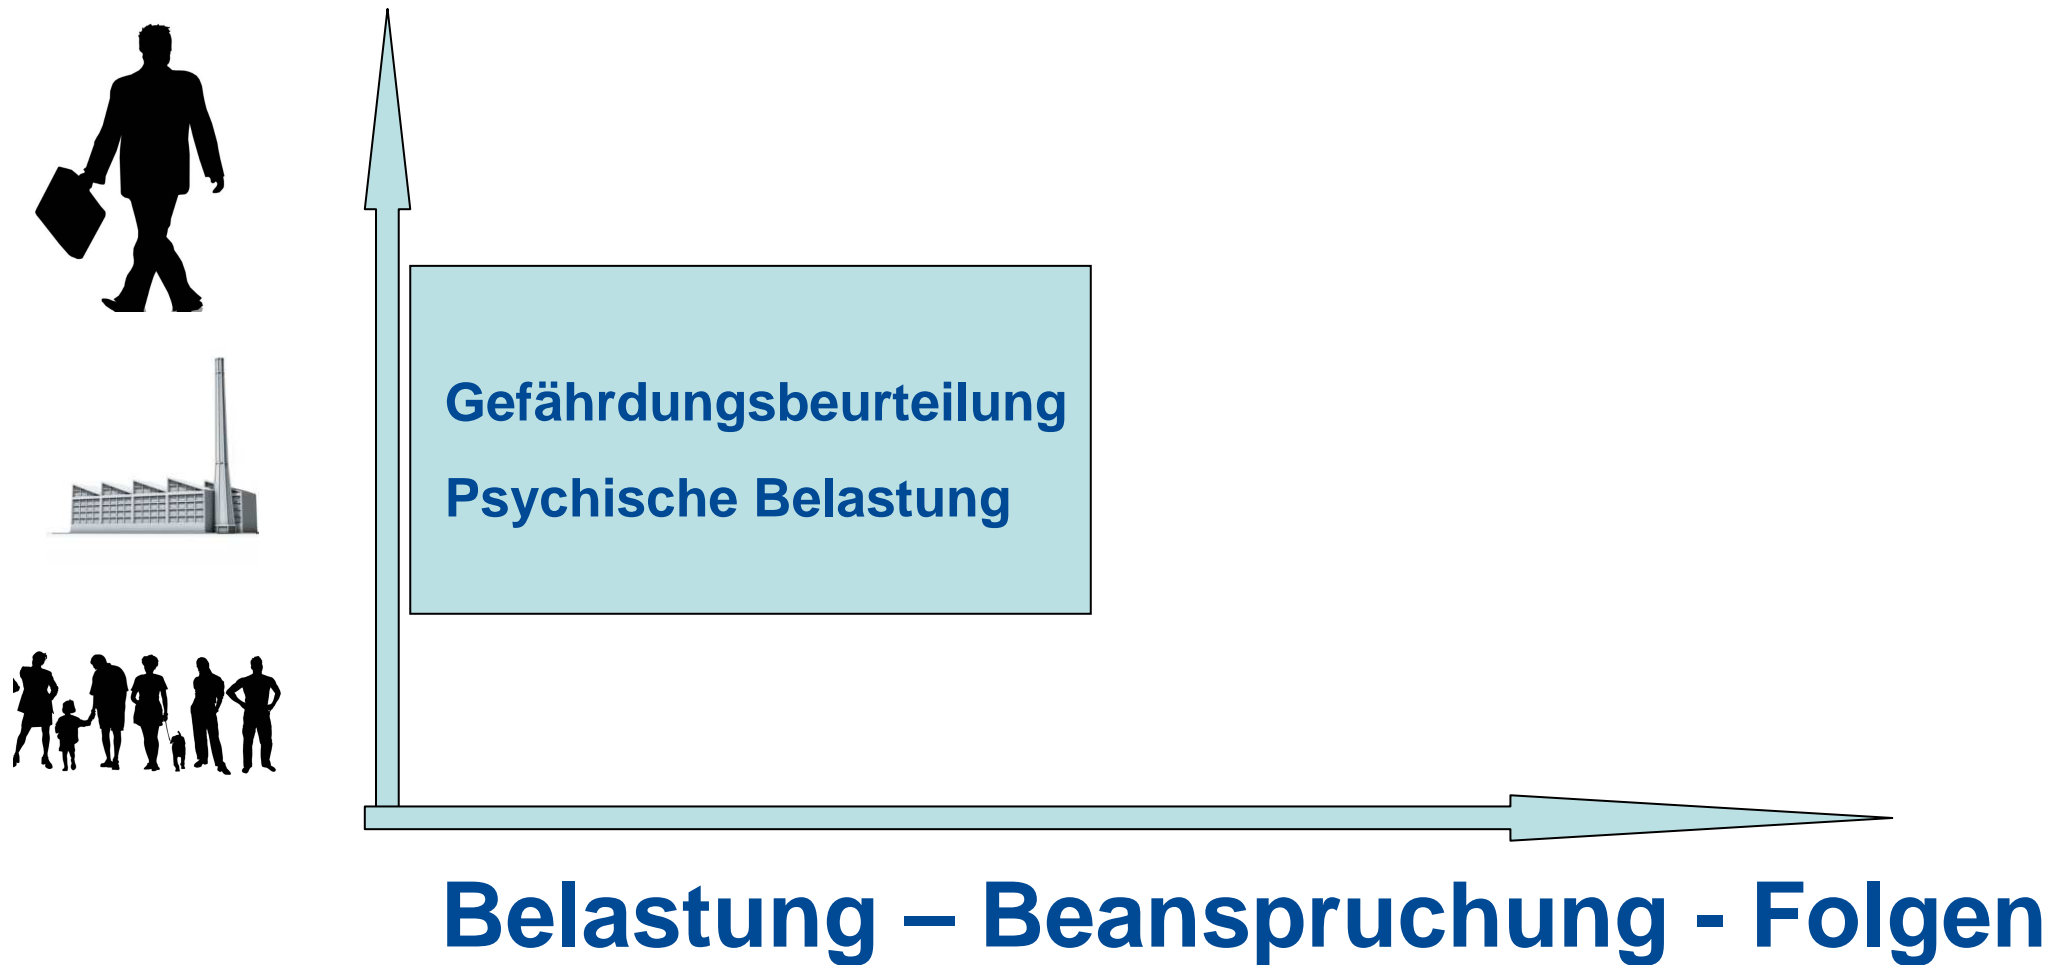 Gefährdungsbeurteilung
Psychische Belastung
Belastung – Beanspruchung - Folgen